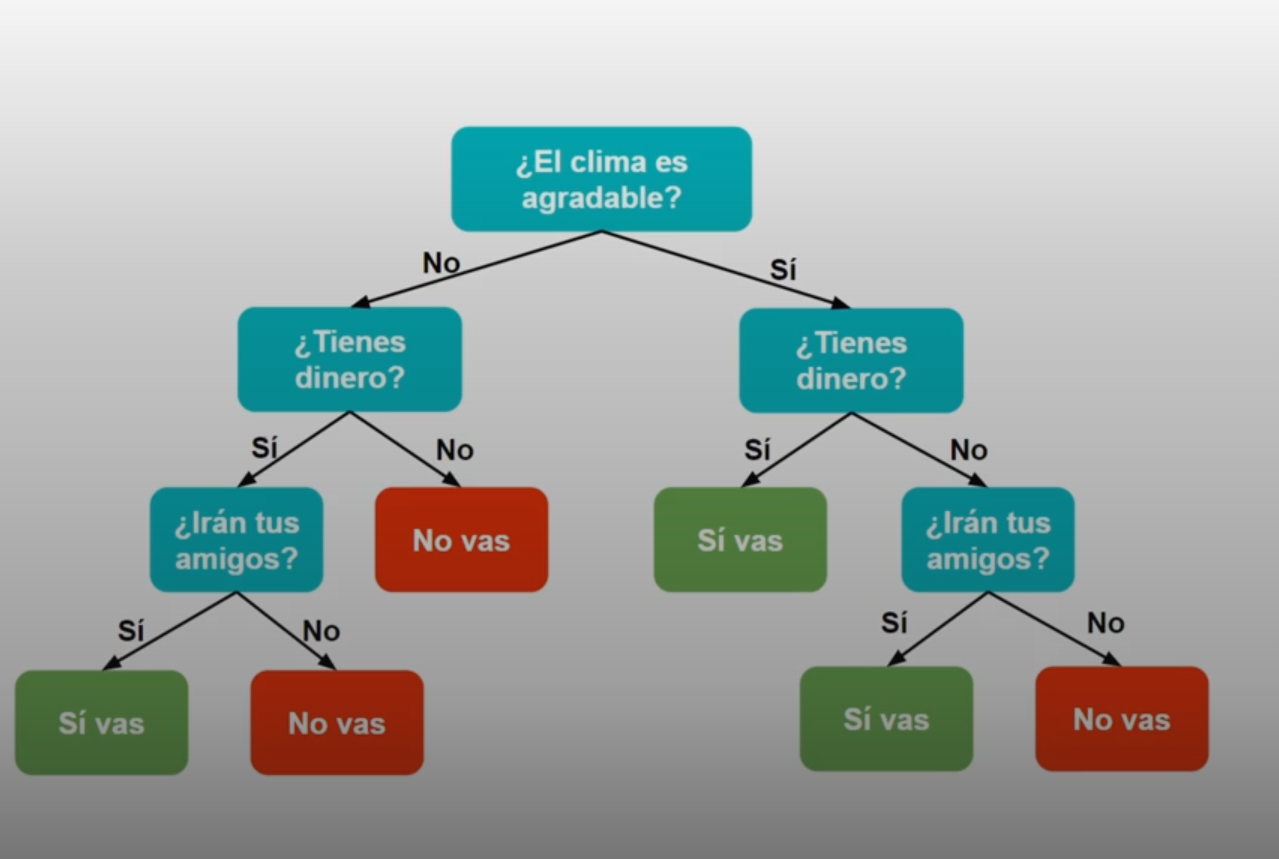 ¿El clima es
agradable?
No
Sí
¿Tienes
dinero?
¿Tienes
dinero?
Sí
No
Sí
No
¿Irán tus
amigos?
No vas
Sí vas
¿Irán tus
amigos?
Sí
No
Sí
No
Sí vas
No vas
Sí vas
No vas